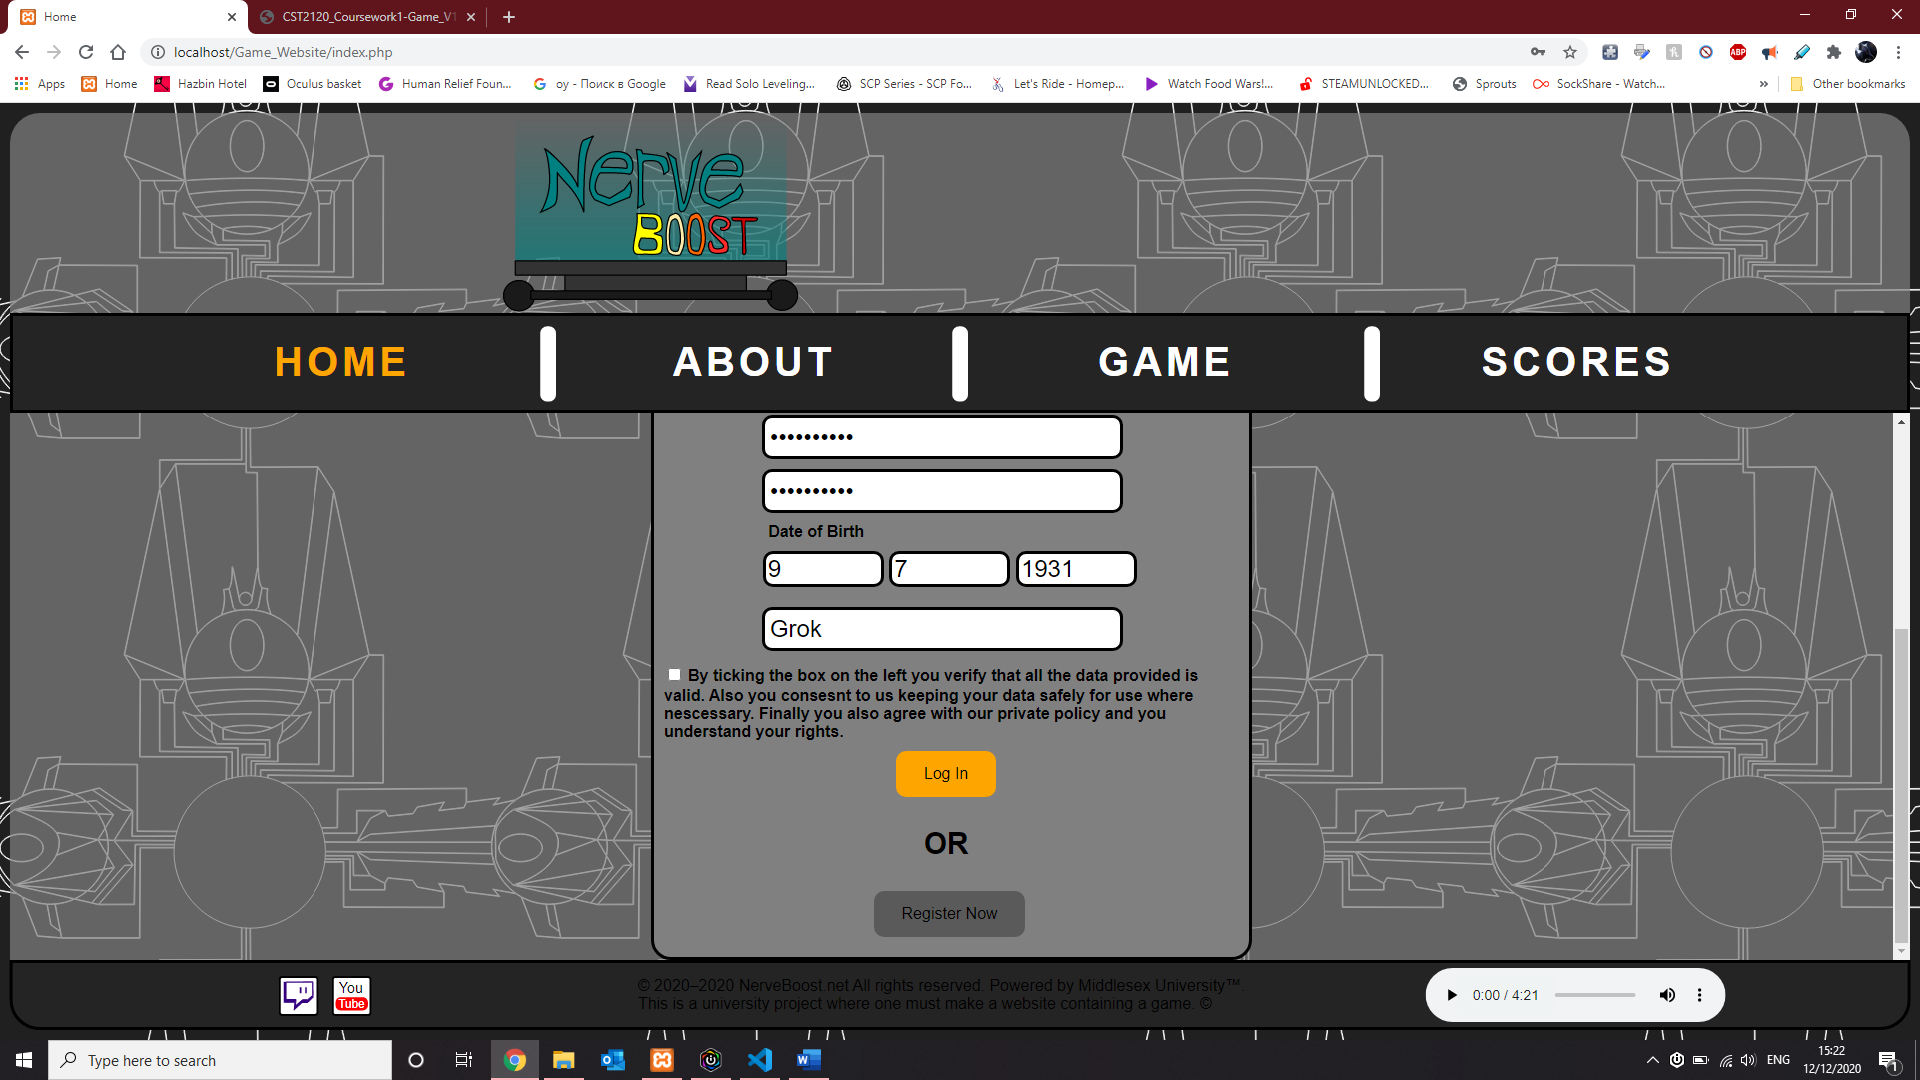 Home
CST2120_Coursework1-Game_V1
localhost/Game_Website/index.php
ABP
Apps
Home
Hazbin Hotel
Oculus basket
Human Relief Foun...
oy - Поиск в Google
Read Solo Leveling,...
SCP Series - SCP Fo...
Let's Ride - Homep...
Watch Food Wars!...
STEAMUNLOCKED...
Sprouts
SockShare - Watch...
»
Other bookmarks
Nerve
BOOST
HOME
ABOUT
GAME
SCORES
••••••••••
••••••••••
Date of Birth
9 7 1931
Grok
By ticking the box on the left you verify that all the data provided is
valid. Also you consesnt to us keeping your data safely for use where
nescessary. Finally you also agree with our private policy and you
understand your rights.
Log In
OR
Register Now
You
Tube
© 2020–2020 NerveBoost.net All rights reserved. Powered by Middlesex University™.
This is a university project where one must make a website containing a game. ©
0:00 / 4:21
Type here to search
ENG
15:22
12/12/2020
1